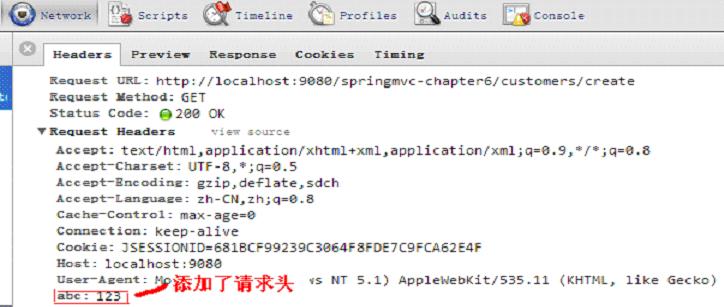 Network Scripts Timeline Profiles Audits Console
Headers Preview Response Cookies Timing
Request URL: http://localhost:9080/springmvc-chapter6/customers/create
Request Method: GET
Status Code: 200 OK
▼Request Headers view source
Accept: text/html,application/xhtml+xml,application/xml;q=0.9,*/*;q=0.8
Accept-Charset: UTF-8,*;q=0.5
Accept-Encoding: gzip,deflate,sdch
Accept-Language: zh-CN,zh;q=0.8
Cache-Control: max-age=0
Connection: keep-alive
Cookie: JSESSIONID=681BCF99239C3064F8FDE7C9FCA62E4F
Host: localhost:9080
User-Agent: NT 5.1) AppleWebKit/535.11 (KHTML, like Gecko)
abc: 123 添加了请求头